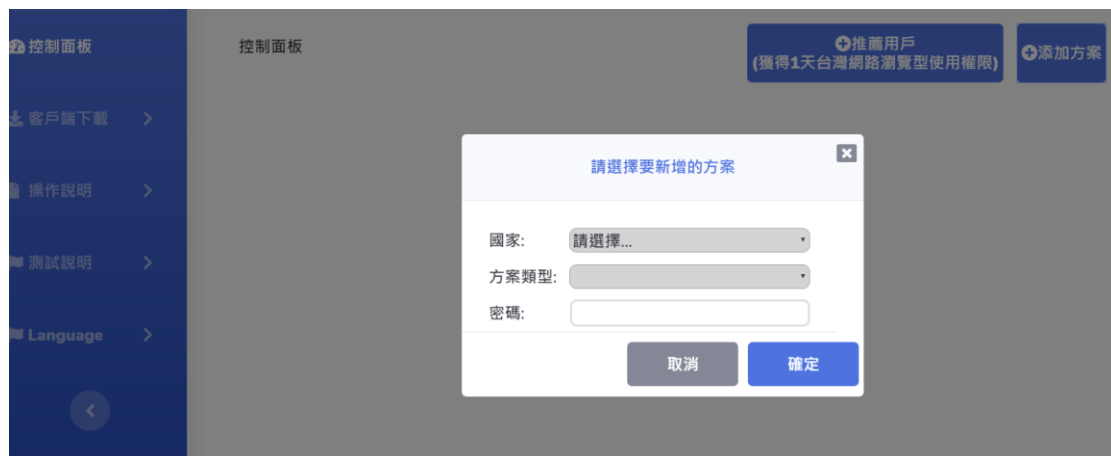 控制面板
客戶端下載
操作說明
測試說明
Language
控制面板
推薦用戶
(獲得1天台灣網路瀏覽型使用權限)
添加方案
請選擇要新增的方案
國家: 請選擇...
方案類型:
密碼:
取消 確定